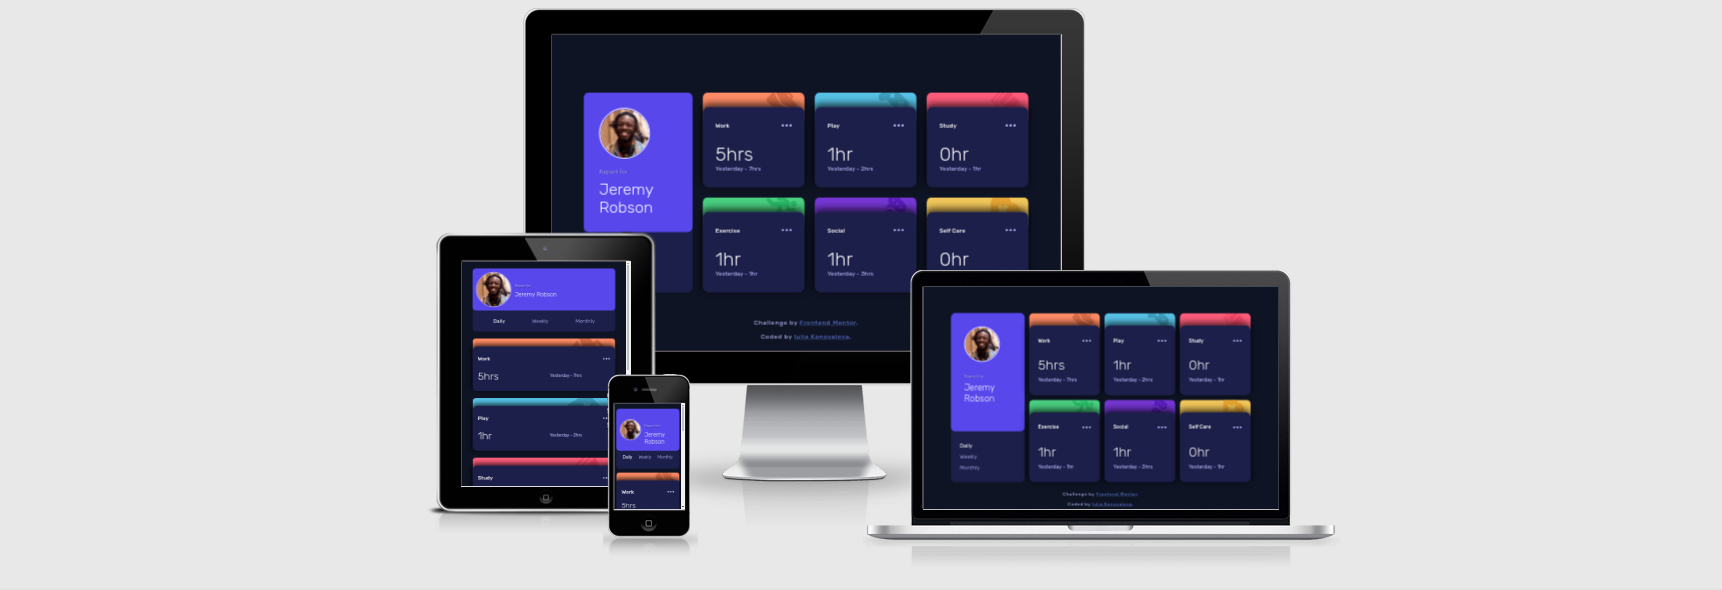 Work
Play
Study
5hrs
1hr
0hr
Yesterday - 7hrs
Yesterday - 2hrs
Yesterday - 1hr
Report for
Jeremy
Robson
Exercise
Social
Self Care
1hr
1hr
0hr
Yesterday - 1hr
Yesterday - 3hrs
Challenge by Frontend Mentor.
Coded by Iulia Konovalova.
Report for
Jeremy Robson
Daily
Weekly
Monthly
Work
5hrs
Yesterday - 7hrs
Play
1hr
Yesterday - 2hrs
Study
Report for
Jeremy
Robson
Daily
Weekly
Monthly
Work
5hrs
Report for
Jeremy
Robson
Daily
Weekly
Monthly
Work
Play
Study
5hrs
1hr
0hr
Yesterday - 7hrs
Yesterday - 2hrs
Yesterday - 1hr
Exercise
Social
Self Care
1hr
1hr
0hr
Yesterday - 1hr
Yesterday - 3hrs
Yesterday - 1hr
Challenge by Frontend Mentor.
Coded by Iulia Konovalova.